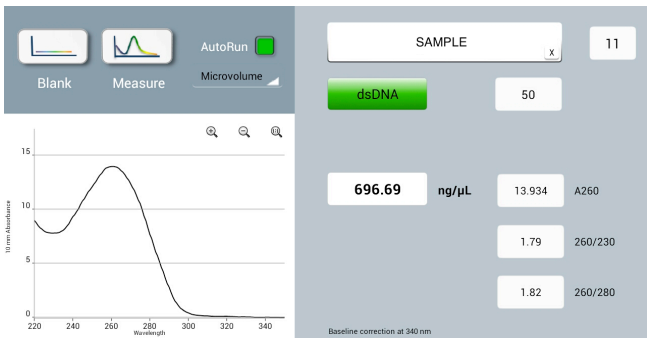 Blank
Measure
AutoRun
Microvolume
15
10
5
0
10 mm Absorbance
220 240 260 280 300 320 340
Wavelength
SAMPLE
x
11
dsDNA
50
696.69 ng/µL 13.934 A260
1.79 260/230
1.82 260/280
Baseline correction at 340 nm